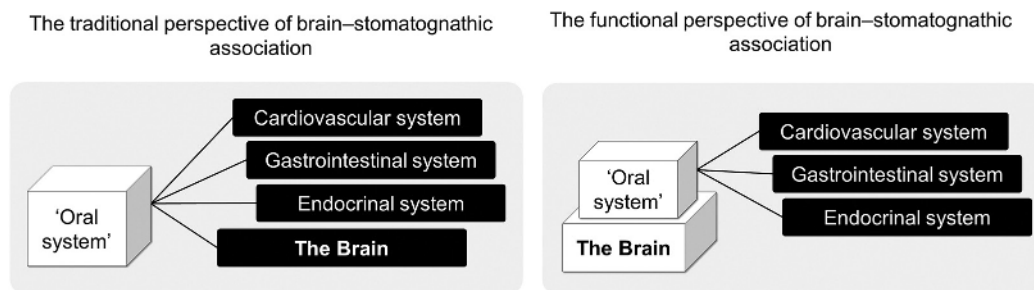 The traditional perspective of brain–stomatognathic
association
Cardiovascular system
Gastrointestinal system
Endocrinal system
The Brain
‘Oral
system’
The functional perspective of brain–stomatognathic
association
Cardiovascular system
Gastrointestinal system
Endocrinal system
‘Oral
system’
The Brain